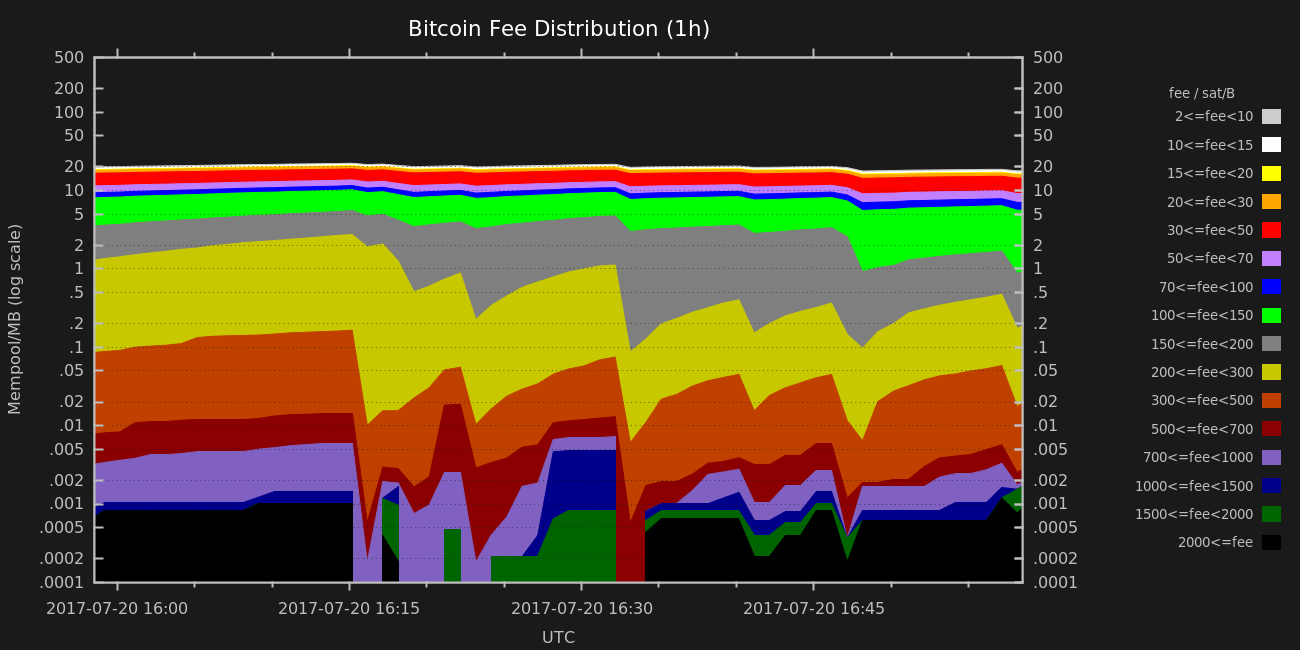 Bitcoin Fee Distribution (1h)
Mempool/MB (log scale)
500
200
100
50
20
10
5
2
1
.5
.2
.1
.05
.02
.01
.005
.002
.001
.0005
.0002
.0001
500
200
100
50
20
10
5
2
1
.5
.2
.1
.05
.02
.01
.005
.002
.001
.0005
.0002
.0001
2017-07-20 16:00 2017-07-20 16:15 2017-07-20 16:30 2017-07-20 16:45
UTC
fee / sat/B
2<=fee<10
10<=fee<15
15<=fee<20
20<=fee<30
30<=fee<50
50<=fee<70
70<=fee<100
100<=fee<150
150<=fee<200
200<=fee<300
300<=fee<500
500<=fee<700
700<=fee<1000
1000<=fee<1500
1500<=fee<2000
2000<=fee